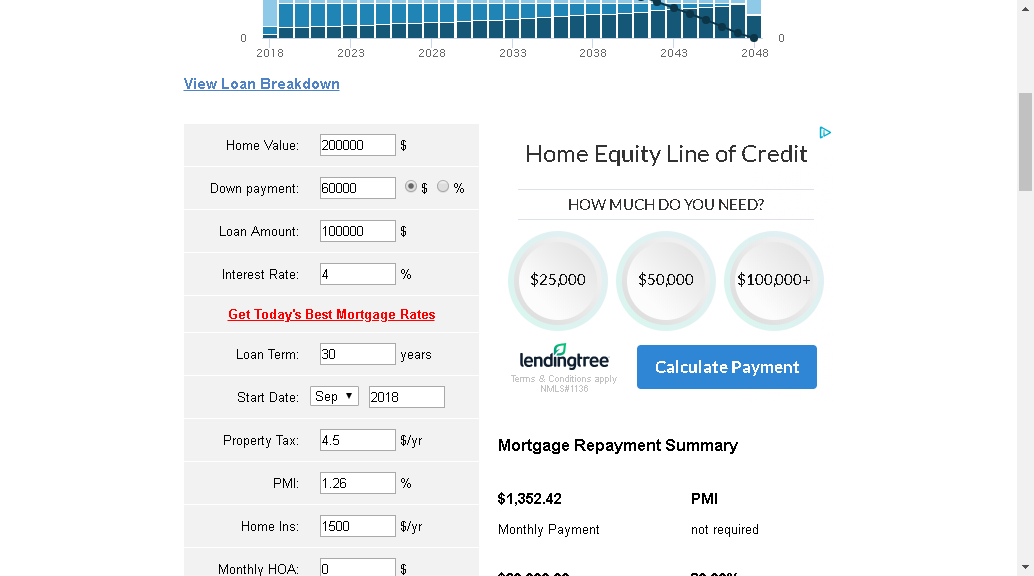 0
0
2018 2023 2028 2033 2038 2043 2048
View Loan Breakdown
Home Value: 200000 $
Down payment: 60000 $ %
Loan Amount: 100000 $
Interest Rate: 4 %
Get Today's Best Mortgage Rates
Loan Term: 30 years
Start Date: Sep 2018
Property Tax: 4.5 $/yr
PMI: 1.26 %
Home Ins: 1500 $/yr
Monthly HOA: 0 $
Home Equity Line of Credit
HOW MUCH DO YOU NEED?
$25,000 $50,000 $100,000+
lendingtree
Terms & Conditions apply
NMLS#1136
Calculate Payment
Mortgage Repayment Summary
$1,352.42 PMI
Monthly Payment not required